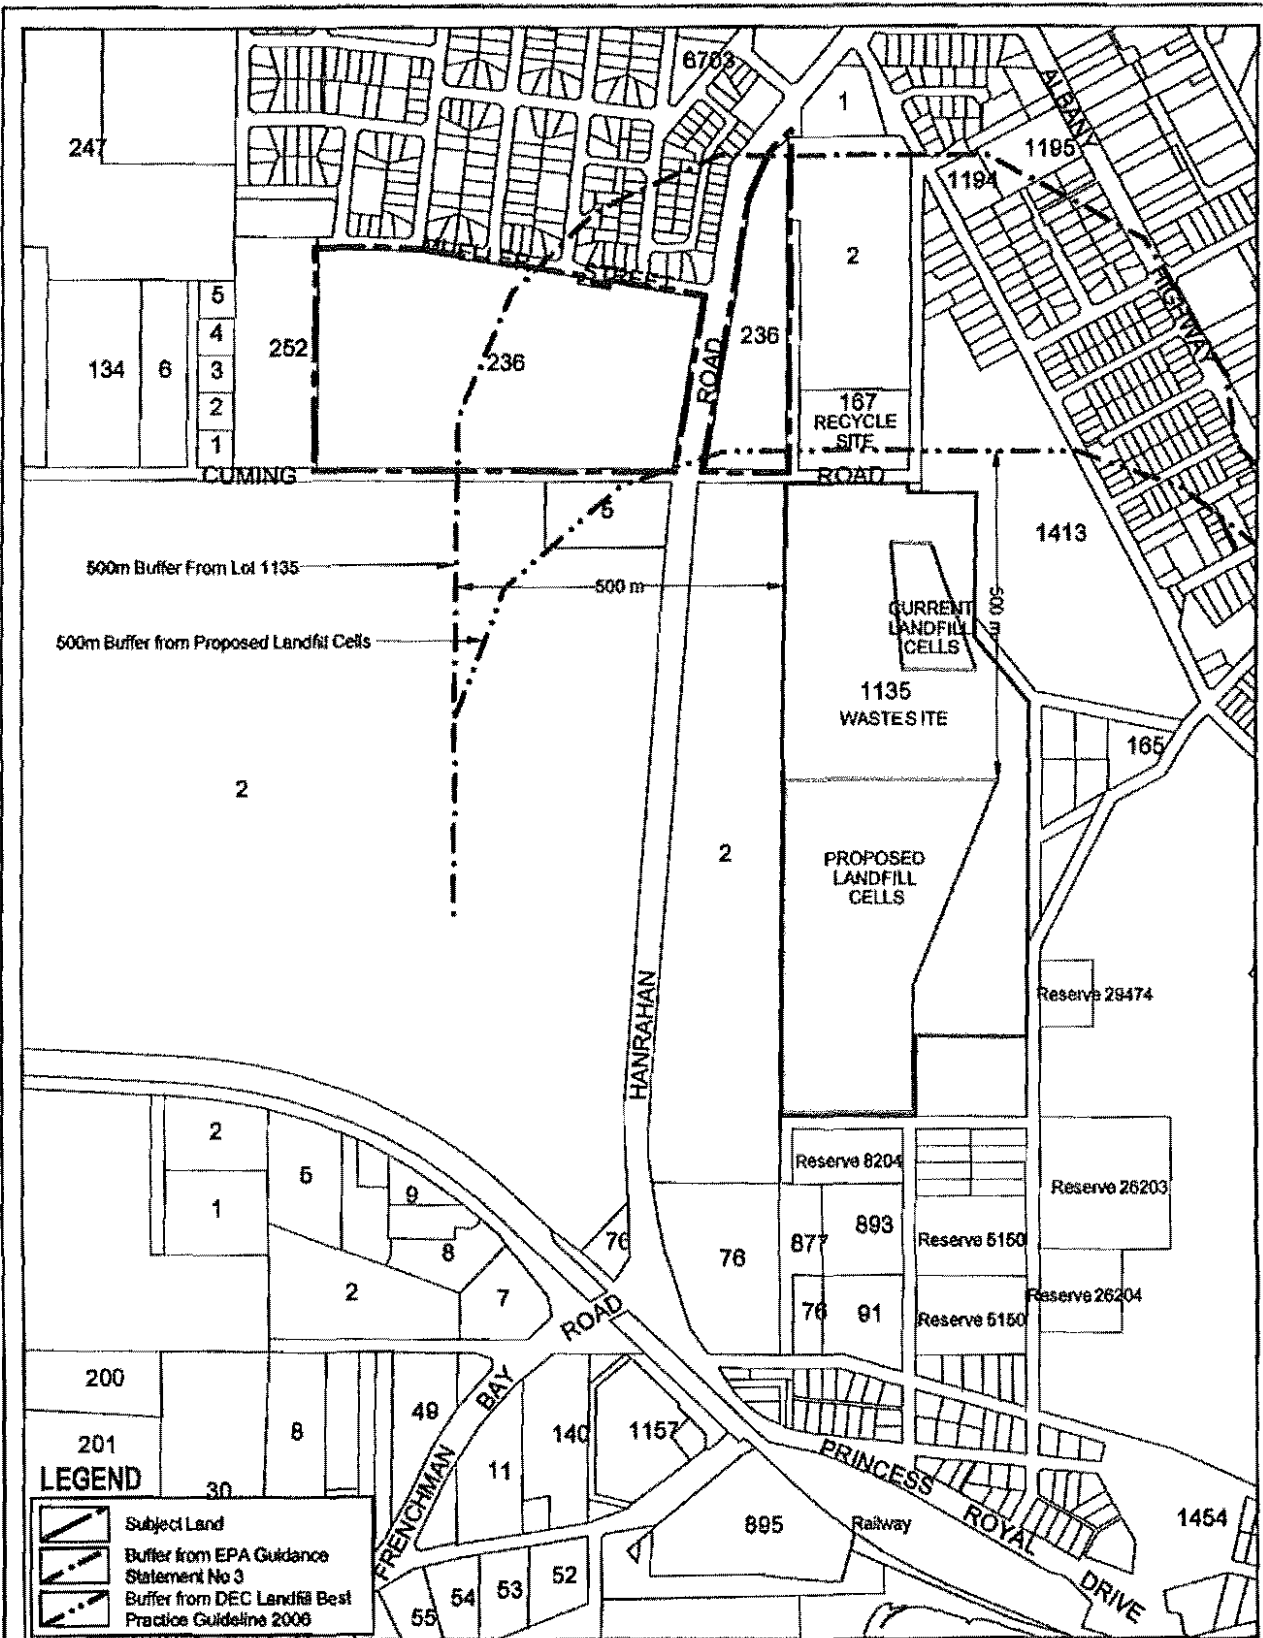 6703
1
ALBANY
247
1195
1194
2
MUELLER STREET
HIGHWAY
5
4
252
236
236
134
6
3
ROAD
2
167
RECYCLE
SITE
1
CUMING
ROAD
5
1413
500m Buffer From Lot 1135
500 m
500 m
CURRENT
LANDFILL
CELLS
500m Buffer from Proposed Landfill Cells
1135
WASTE SITE
165
2
2
PROPOSED
LANDFILL
CELLS
HANRAHAN
Reserve 29474
2
5
9
1
8
Reserve 8204
Reserve 26203
76
76
877
893
Reserve 5150
2
7
ROAD
76
91
Reserve 5150
Reserve 26204
200
49
BAY
201
8
11
140
1157
PRINCESS
ROYAL
DRIVE
30
FRENCHMAN
895
Railway
1454
55
54
53
52
LEGEND
Subject Land
Buffer from EPA Guidance
Statement No 3
Buffer from DEC Landfill Best
Practice Guideline 2006